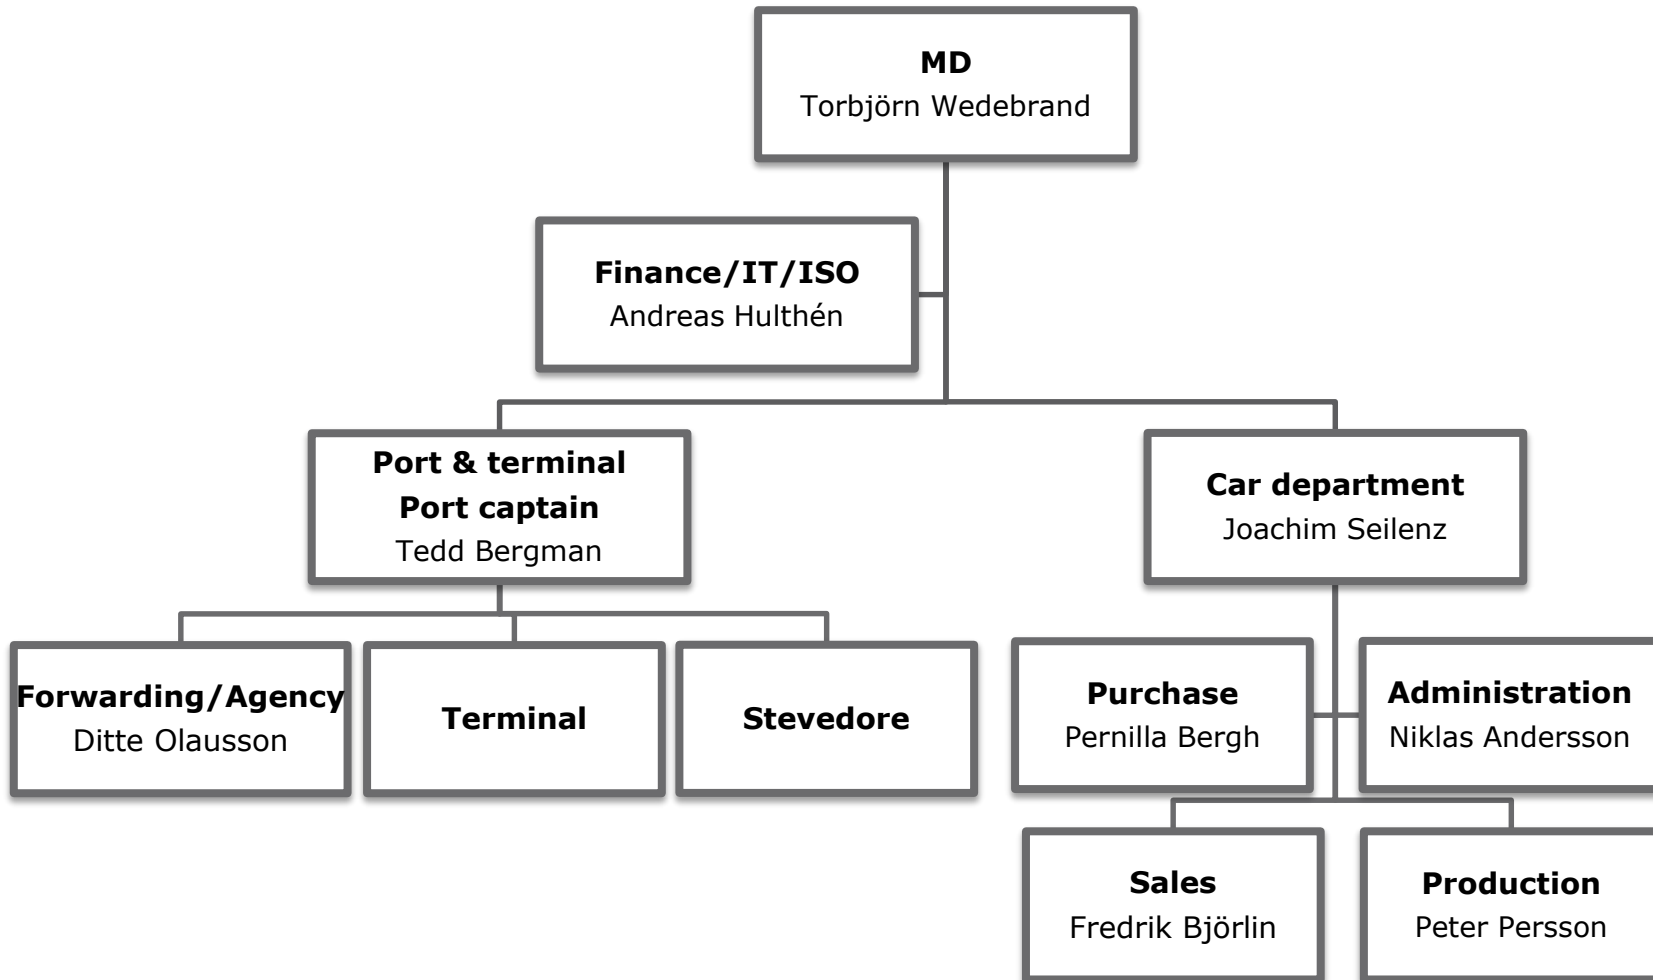 MD
Torbjörn Wedebrand
Finance/IT/ISO
Andreas Hulthén
Port & terminal
Port captain
Tedd Bergman
Car department
Joachim Seilenz
Forwarding/Agency
Ditte Olausson
Terminal
Stevedore
Purchase
Pernilla Bergh
Administration
Niklas Andersson
Sales
Fredrik Björlin
Production
Peter Persson